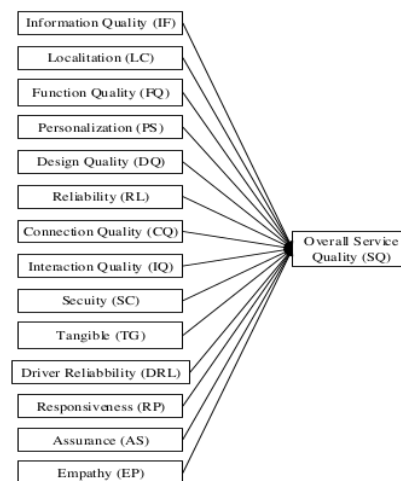 Information Quality (IF)
Localitation (LC)
Function Quality (FQ)
Personalization (PS)
Design Quality (DQ)
Reliability (RL)
Connection Quality (CQ)
Interaction Quality (IQ)
Secuity (SC)
Tangible (TG)
Driver Reliabbility (DRL)
Responsiveness (RP)
Assurance (AS)
Empathy (EP)
Overall Service
Quality (SQ)